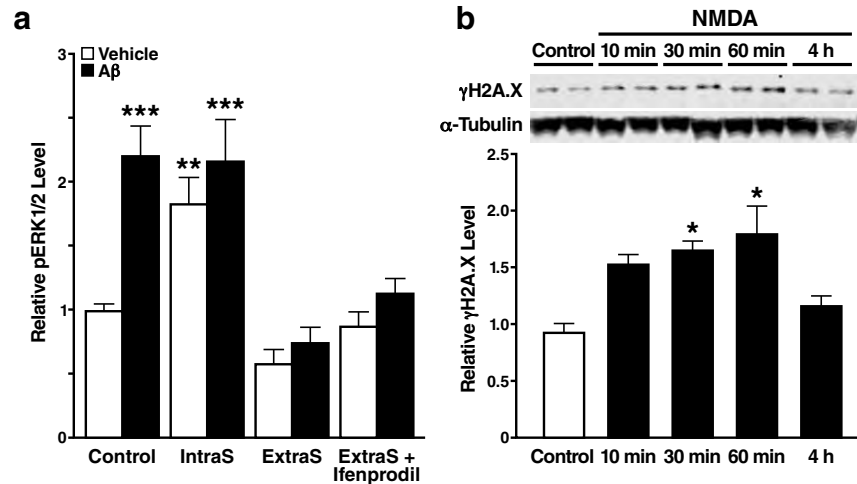 a
Vehicle
Aβ
Relative pERK1/2 Level
3
2
1
0
***
**
***
Control
IntraS
ExtraS
ExtraS +
Ifenprodil
b
NMDA
Control 10 min 30 min 60 min 4 h
γH2A.X
α-Tubulin
Relative γH2A.X Level
2.5
2.0
1.5
1.0
0.5
0
*
*
Control 10 min 30 min 60 min 4 h